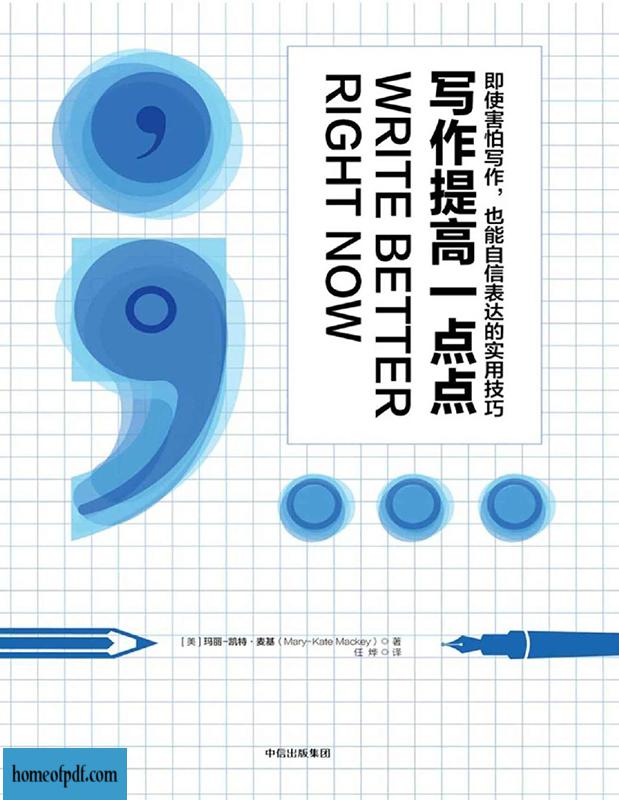 即使害怕写作，也能自信表达的实用技巧
写作提高一点点
WRITE BETTER
RIGHT NOW
[美]玛丽-凯特·麦基（Mary-Kate Mackey）◎著
任烨◎译
中信出版集团
homeofpdf.com